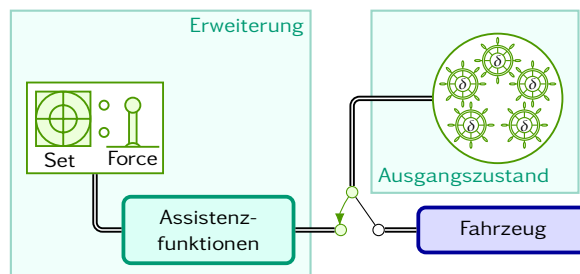 Erweiterung
Set
Force
Assistenz-
funktionen
δ
δ
δ
δ
δ
Ausgangszustand
Fahrzeug